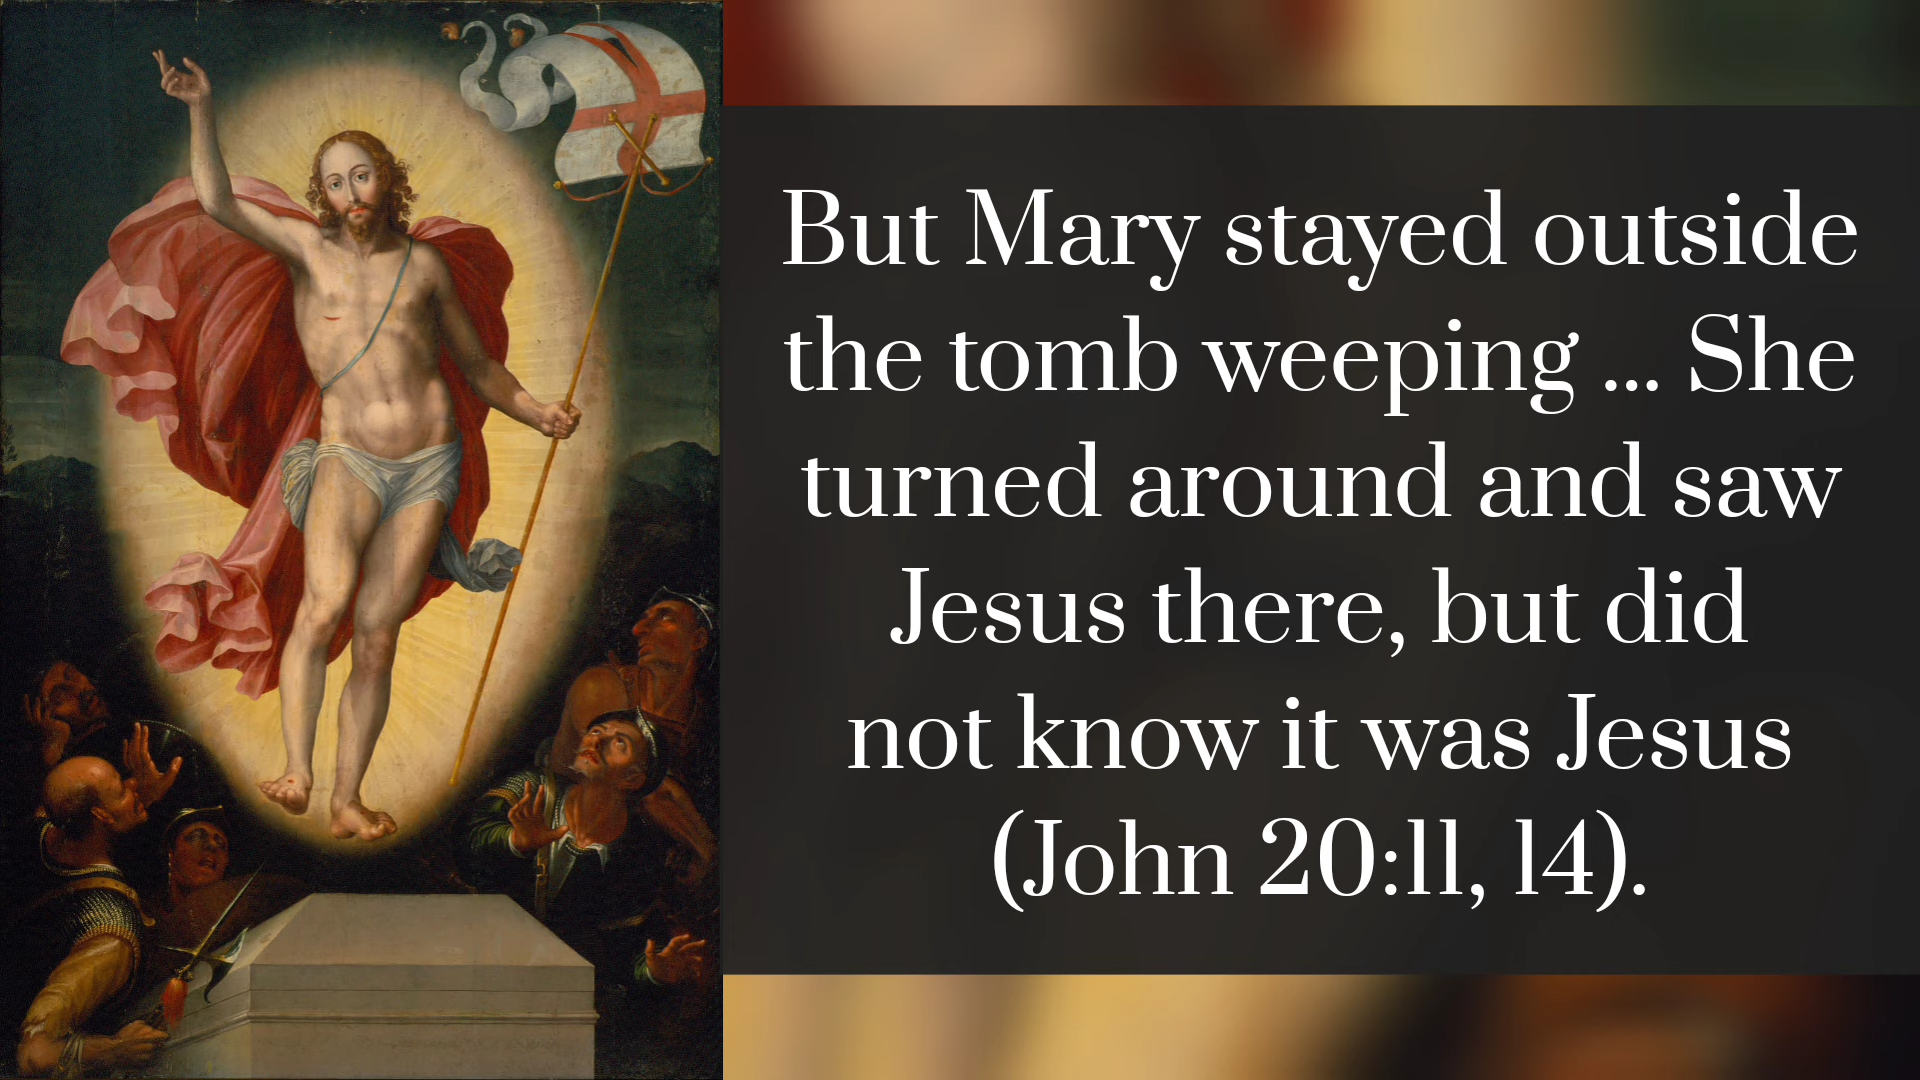 But Mary stayed outside
the tomb weeping ... She
turned around and saw
Jesus there, but did
not know it was Jesus
(John 20:11, 14).